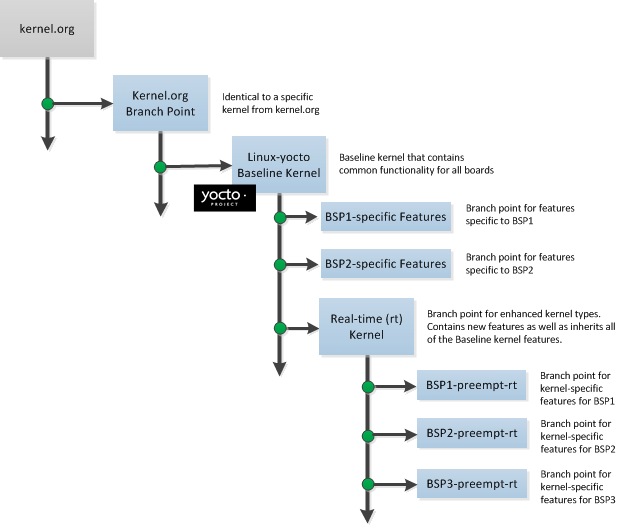 kernel.org
Kernel.org
Branch Point
Identical to a specific
kernel from kernel.org
Linux-yocto
Baseline Kernel
Baseline kernel that contains
common functionality for all boards
yocto ·
PROJECT
BSP1-specific Features
Branch point for features
specific to BSP1
BSP2-specific Features
Branch point for features
specific to BSP2
Real-time (rt)
Kernel
Branch point for enhanced kernel types.
Contains new features as well as inherits all
of the Baseline kernel features.
BSP1-preempt-rt
Branch point for
kernel-specific
features for BSP1
BSP2-preempt-rt
Branch point for
kernel-specific
features for BSP2
BSP3-preempt-rt
Branch point for
kernel-specific
features for BSP3